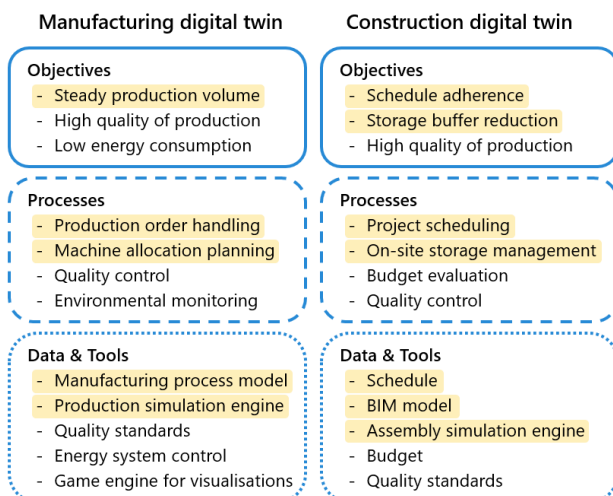 Manufacturing digital twin
Objectives
- Steady production volume
- High quality of production
- Low energy consumption
Processes
- Production order handling
- Machine allocation planning
- Quality control
- Environmental monitoring
Data & Tools
- Manufacturing process model
- Production simulation engine
- Quality standards
- Energy system control
- Game engine for visualisations
Construction digital twin
Objectives
- Schedule adherence
- Storage buffer reduction
- High quality of production
Processes
- Project scheduling
- On-site storage management
- Budget evaluation
- Quality control
Data & Tools
- Schedule
- BIM model
- Assembly simulation engine
- Budget
- Quality standards